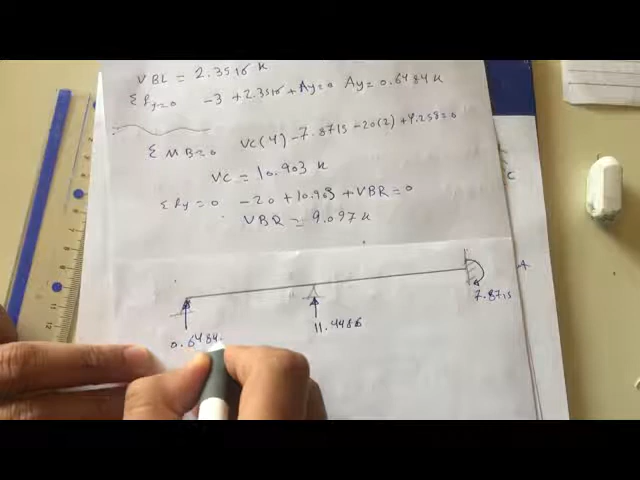 VBL = 2.3516 k
ΣFy=0 -3 +2.3516 + Ay=0 Ay= 0.6484 k
ΣMB=0 VC(4) -7.8715 -20(2) +4.258=0
VC = 10.903 k
ΣFy=0 -20 +10.903 +VBR=0
VBR = 9.097 k
C
A
7.8715
11.4486
0.6484